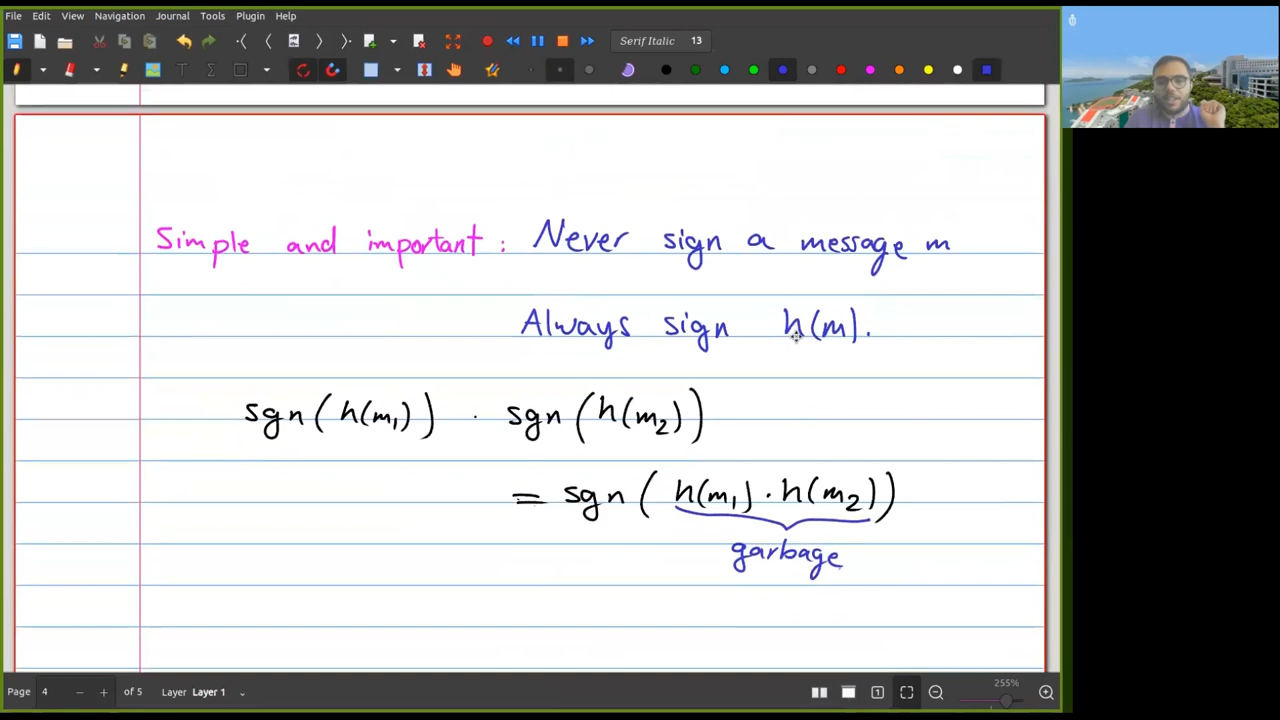 File Edit View Navigation Journal Tools Plugin Help
Serif Italic 13
Simple and important: Never sign a message m
Always sign h(m).
sgn(h(m₁)) · sgn(h(m₂))
= sgn(h(m₁)·h(m₂))
garbage
Page 4 of 5 Layer Layer 1 255%